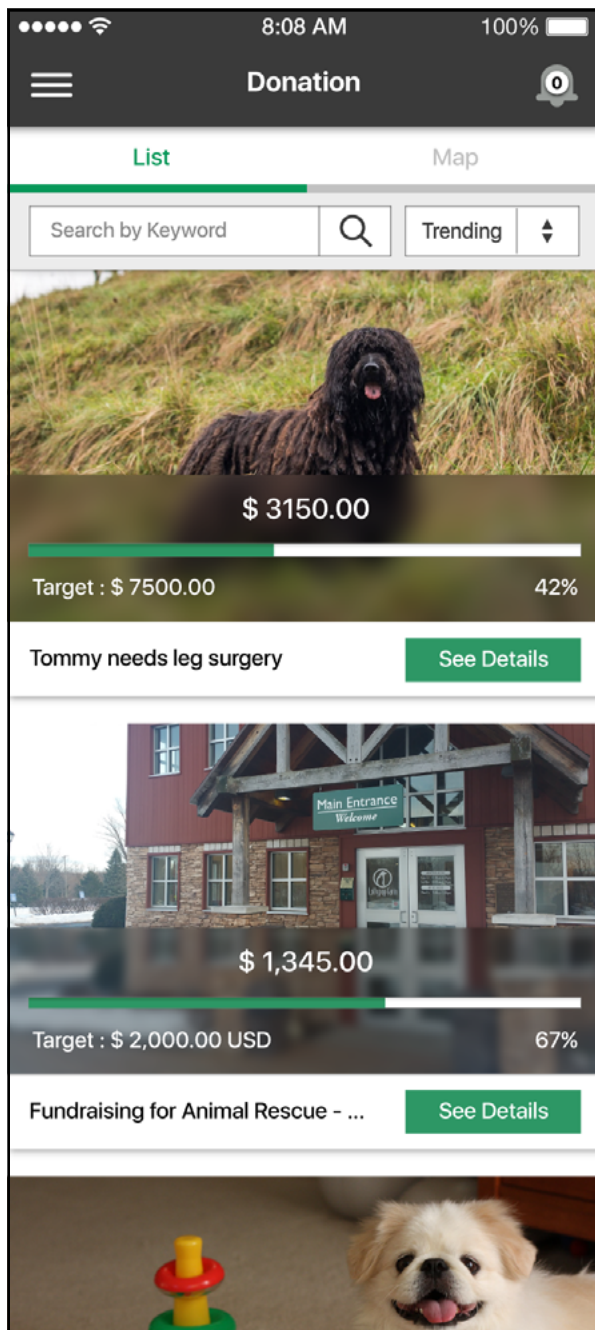 8:08 AM 100%
Donation 0
List Map
Search by Keyword Trending
$ 3150.00
Target : $ 7500.00 42%
Tommy needs leg surgery See Details
Main Entrance
Welcome
$ 1,345.00
Target : $ 2,000.00 USD 67%
Fundraising for Animal Rescue - ... See Details